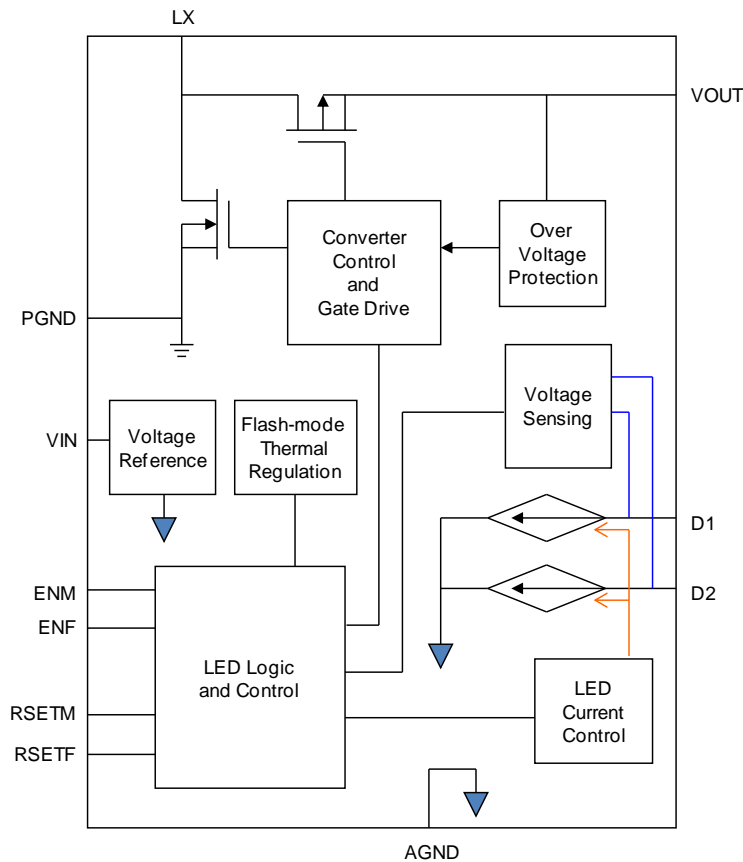 LX
VOUT
Converter
Control
and
Gate Drive
Over
Voltage
Protection
PGND
Voltage
Sensing
VIN
Voltage
Reference
Flash-mode
Thermal
Regulation
D1
D2
ENM
ENF
LED Logic
and Control
RSETM
RSETF
LED
Current
Control
AGND